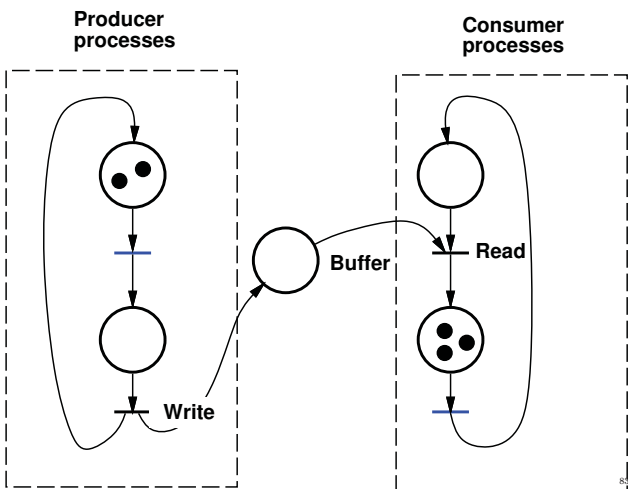 Producer
processes
Consumer
processes
Buffer
Read
Write